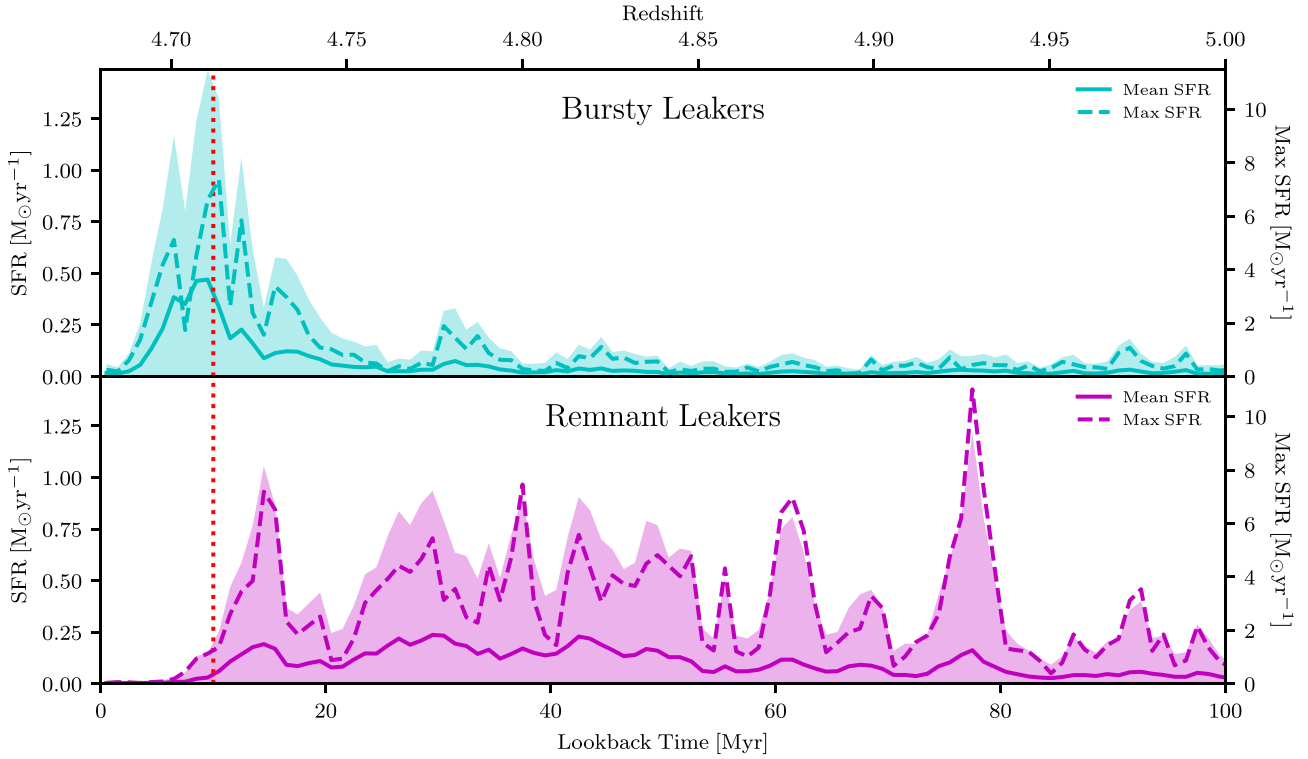 Redshift
4.70 4.75 4.80 4.85 4.90 4.95 5.00
Bursty Leakers
Mean SFR
Max SFR
SFR [M⊙yr⁻¹]
0.00 0.25 0.50 0.75 1.00 1.25
Max SFR [M⊙yr⁻¹]
0 2 4 6 8 10
Remnant Leakers
Mean SFR
Max SFR
SFR [M⊙yr⁻¹]
0.00 0.25 0.50 0.75 1.00 1.25
Max SFR [M⊙yr⁻¹]
0 2 4 6 8 10
0 20 40 60 80 100
Lookback Time [Myr]